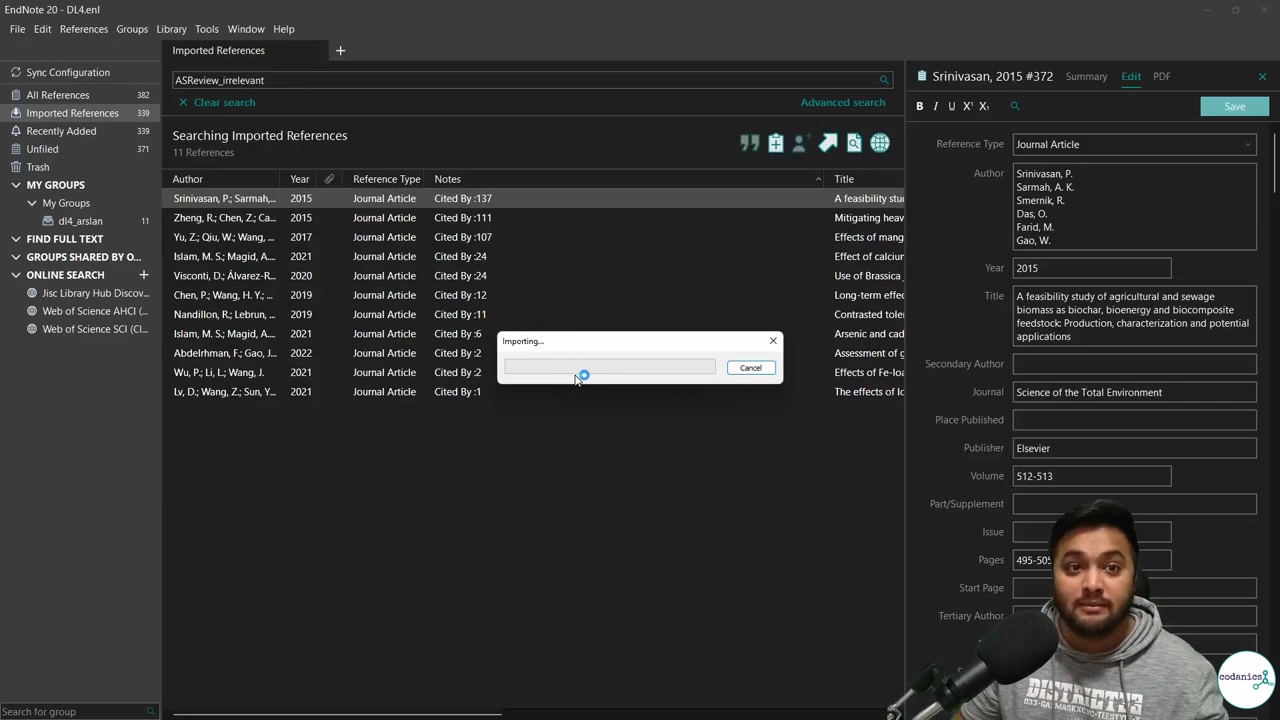 EndNote 20 - DL4.enl
File Edit References Groups Library Tools Window Help
Sync Configuration
All References 382
Imported References 339
Recently Added 339
Unfiled 371
Trash
MY GROUPS
My Groups
dl4_arslan 11
FIND FULL TEXT
GROUPS SHARED BY O...
ONLINE SEARCH +
Jisc Library Hub Discov...
Web of Science AHCI (...
Web of Science SCI (Cl...
Search for group
Imported References +
ASReview_irrelevant
× Clear search Advanced search
Searching Imported References
11 References
Author Year Reference Type Notes Title
Srinivasan, P.; Sarmah,... 2015 Journal Article Cited By :137 A feasibility stud
Zheng, R.; Chen, Z.; Ca... 2015 Journal Article Cited By :111 Mitigating heav
Yu, Z.; Qiu, W.; Wang, ... 2017 Journal Article Cited By :107 Effects of mang
Islam, M. S.; Magid, A.... 2021 Journal Article Cited By :24 Effect of calciur
Visconti, D.; Álvarez-R... 2020 Journal Article Cited By :24 Use of Brassica
Chen, P.; Wang, H. Y.; ... 2019 Journal Article Cited By :12 Long-term effe
Nandillon, R.; Lebrun, ... 2019 Journal Article Cited By :11 Contrasted toler
Islam, M. S.; Magid, A.... 2021 Journal Article Cited By :6 Arsenic and cad
Abdelrhman, F.; Gao, J... 2022 Journal Article Cited By :2 Assessment of g
Wu, P.; Li, L.; Wang, J. 2021 Journal Article Cited By :2 Effects of Fe-loa
Lv, D.; Wang, Z.; Sun, Y... 2021 Journal Article Cited By :1 The effects of lo
Importing...
Cancel
Srinivasan, 2015 #372 Summary Edit PDF
B I U X¹ X₁ Save
Reference Type Journal Article
Author Srinivasan, P.
Sarmah, A. K.
Smernik, R.
Das, O.
Farid, M.
Gao, W.
Year 2015
Title A feasibility study of agricultural and sewage
biomass as biochar, bioenergy and biocomposite
feedstock: Production, characterization and potential
applications
Secondary Author
Journal Science of the Total Environment
Place Published
Publisher Elsevier
Volume 512-513
Part/Supplement
Issue
Pages 495-505
Start Page
Tertiary Author
codanics